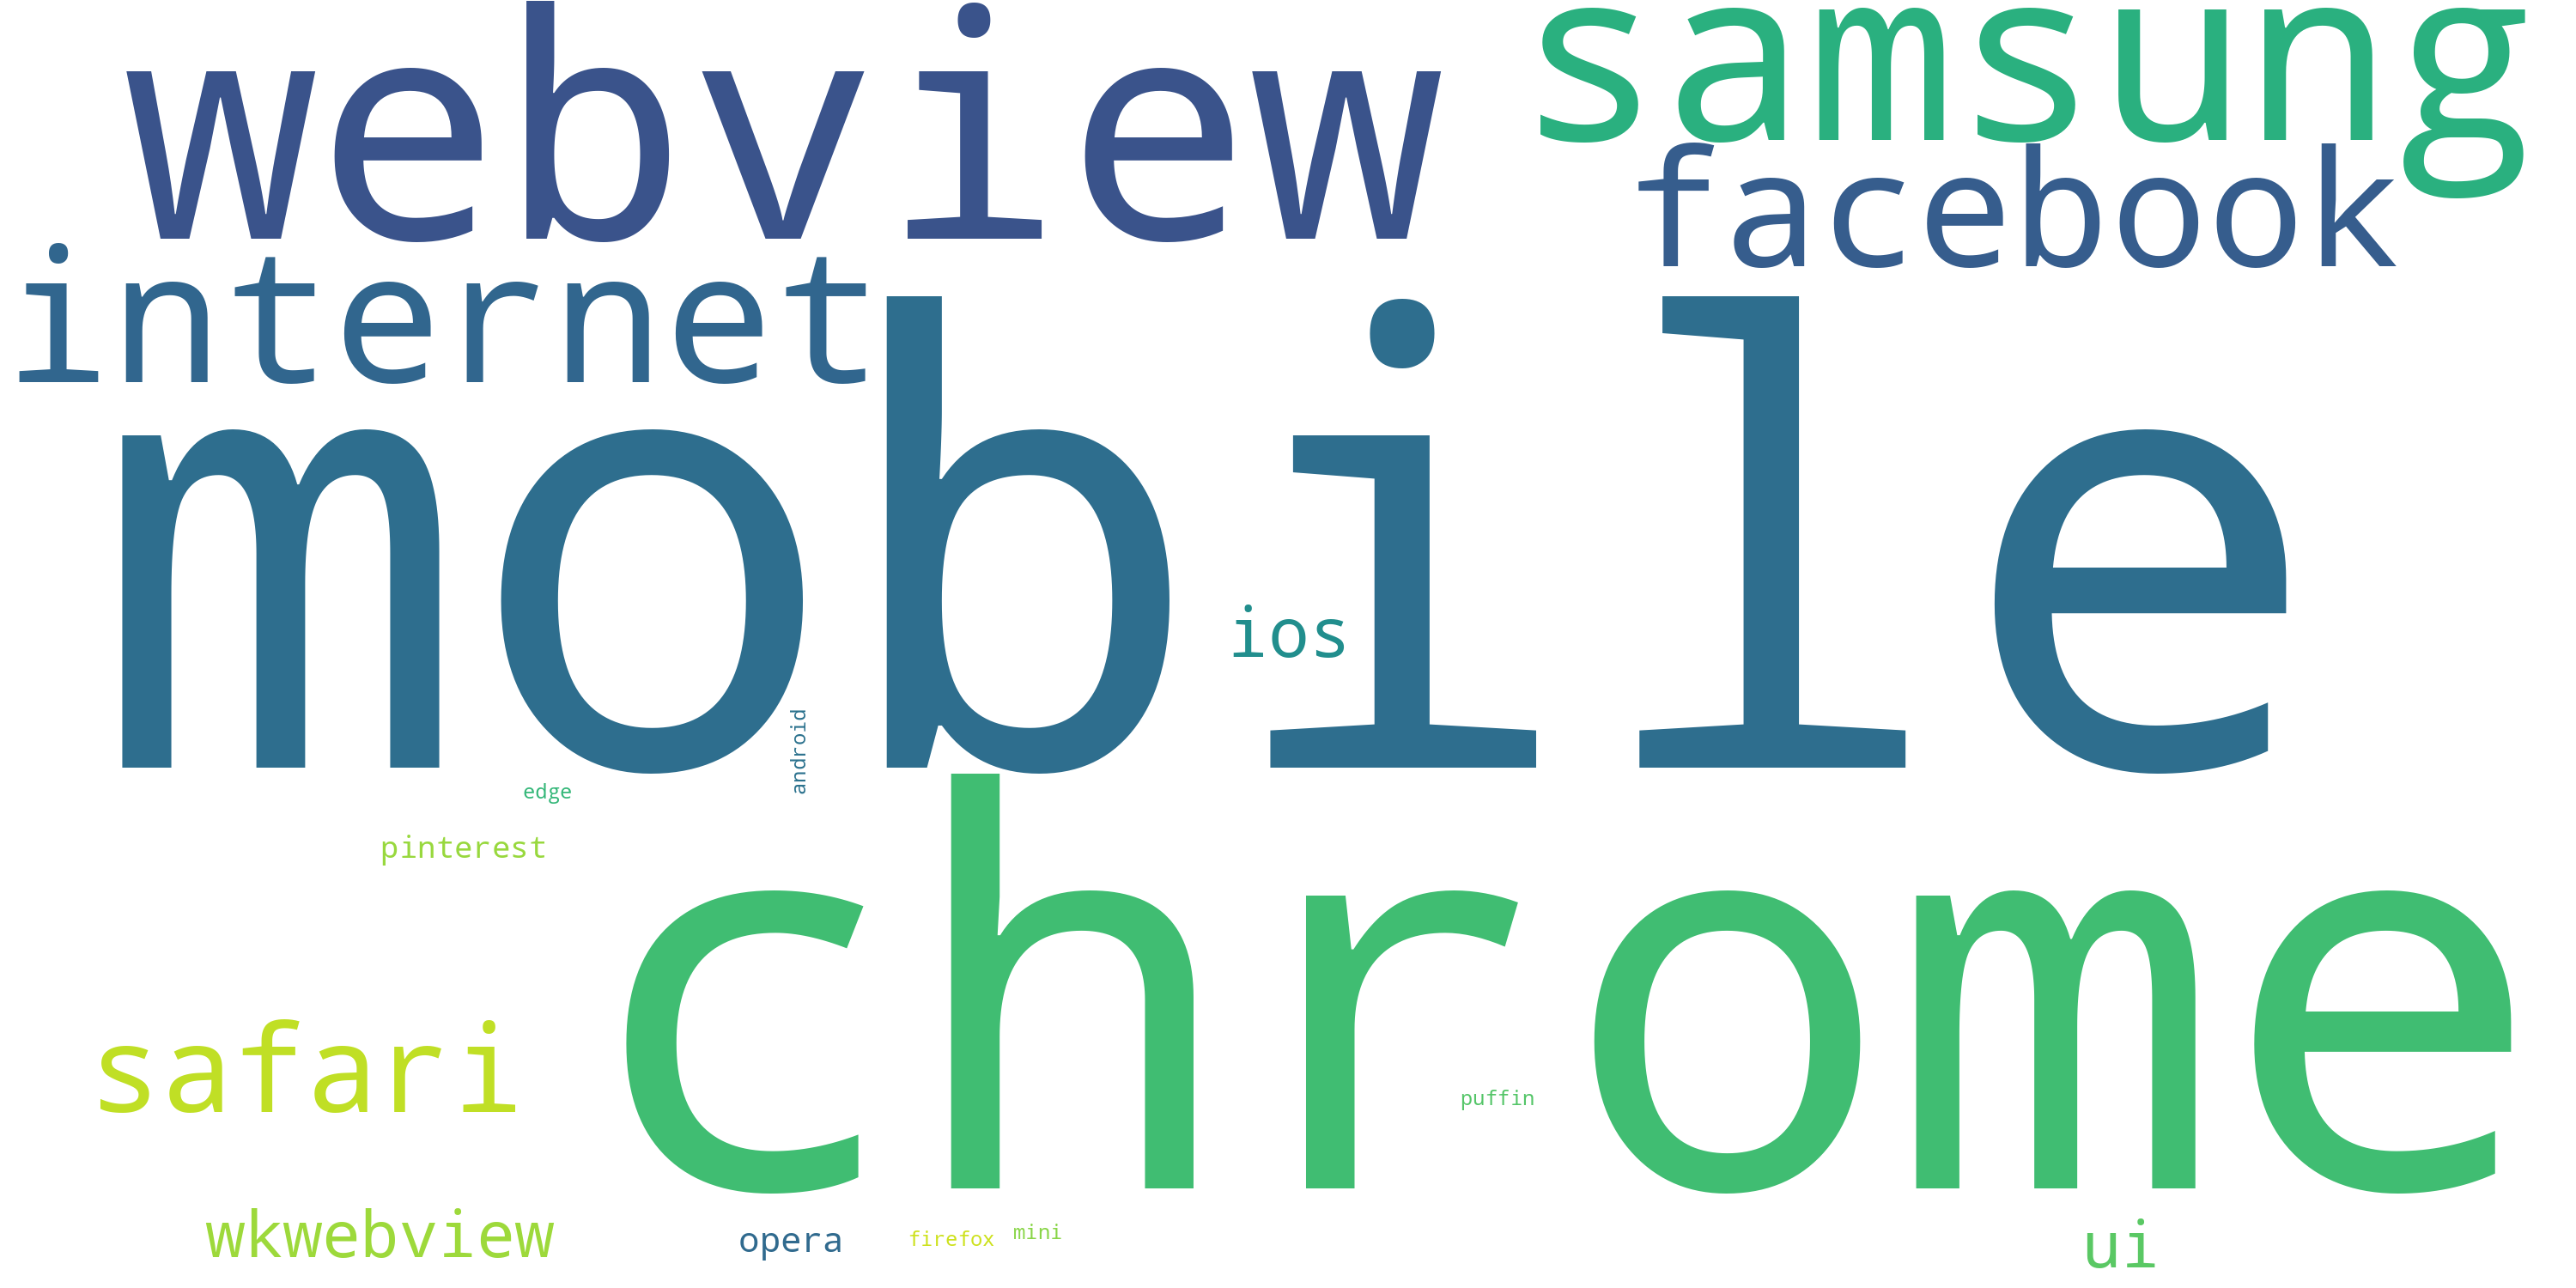 webview
samsung
facebook
internet
mobile
ios
android
edge
pinterest
chrome
safari
puffin
wkwebview
opera
firefox
mini
ui